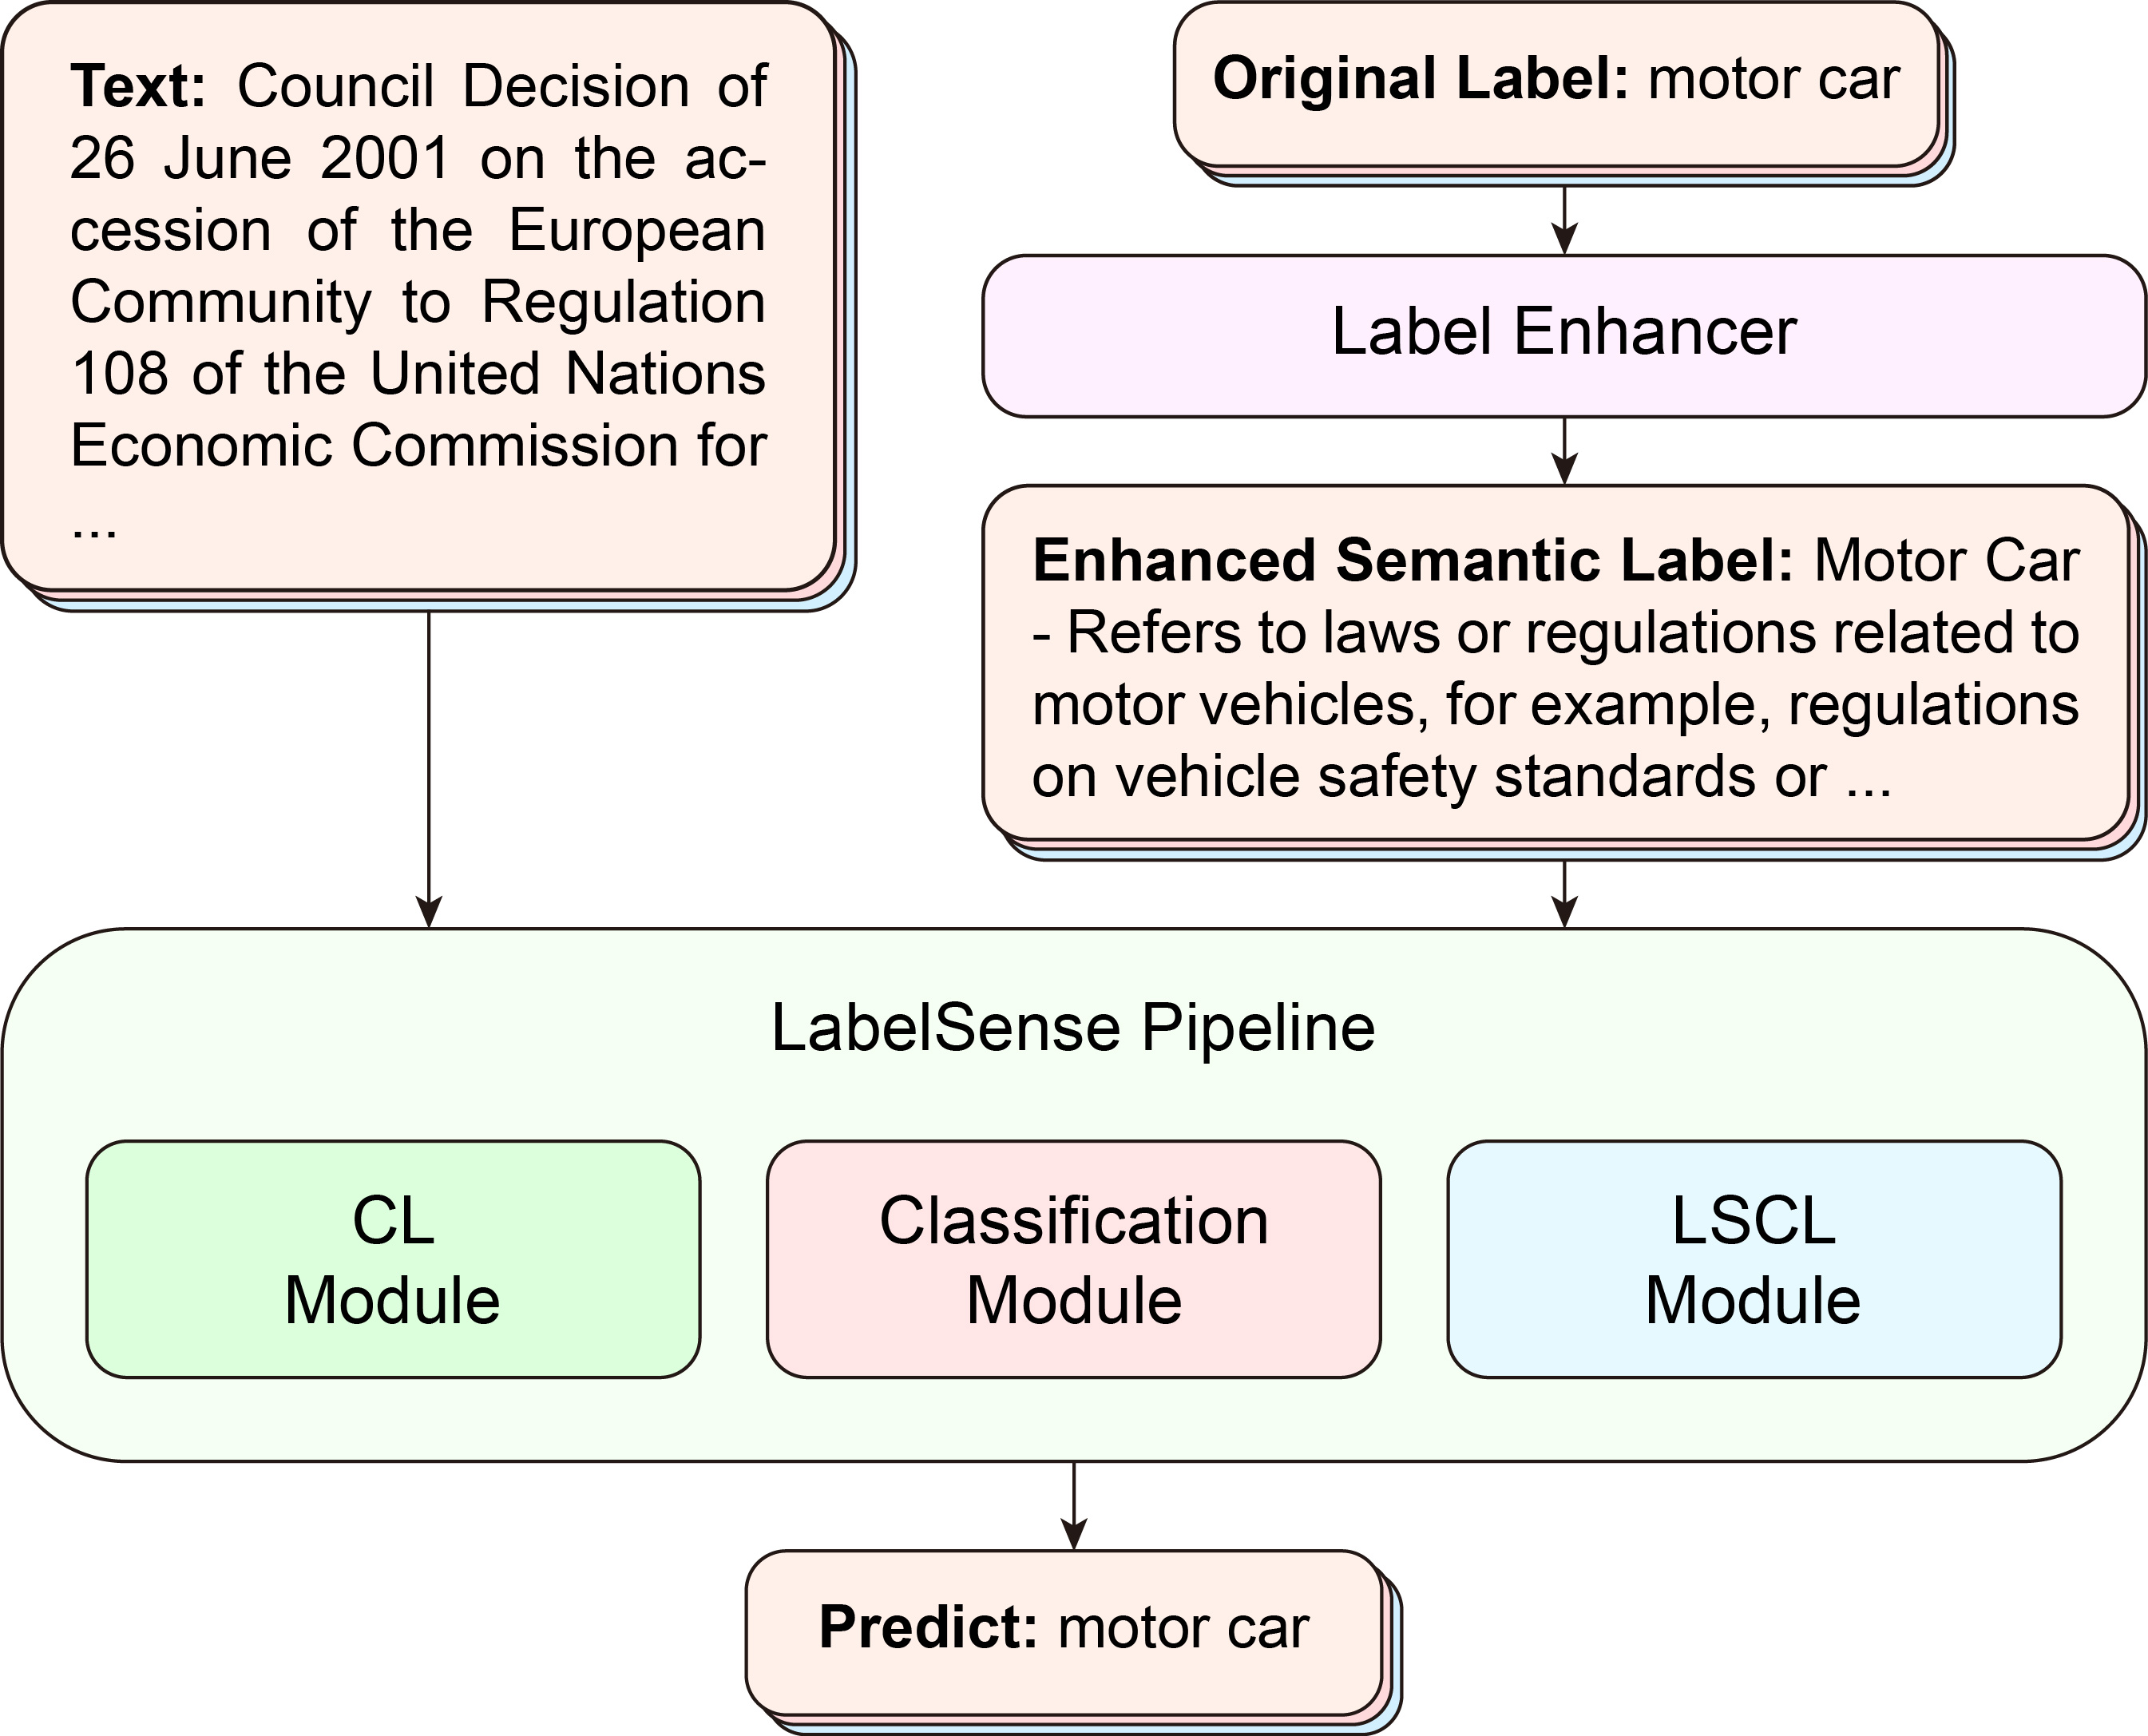 Text: Council Decision of
26 June 2001 on the ac-
cession of the European
Community to Regulation
108 of the United Nations
Economic Commission for
...
Original Label: motor car
Label Enhancer
Enhanced Semantic Label: Motor Car
- Refers to laws or regulations related to
motor vehicles, for example, regulations
on vehicle safety standards or ...
LabelSense Pipeline
CL
Module
Classification
Module
LSCL
Module
Predict: motor car